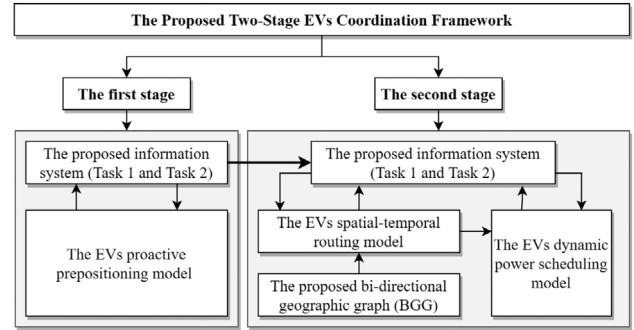 The Proposed Two-Stage EVs Coordination Framework
The first stage
The second stage
The proposed information
system (Task 1 and Task 2)
The EVs proactive
prepositioning model
The proposed information system
(Task 1 and Task 2)
The EVs spatial-temporal
routing model
The proposed bi-directional
geographic graph (BGG)
The EVs dynamic
power scheduling
model